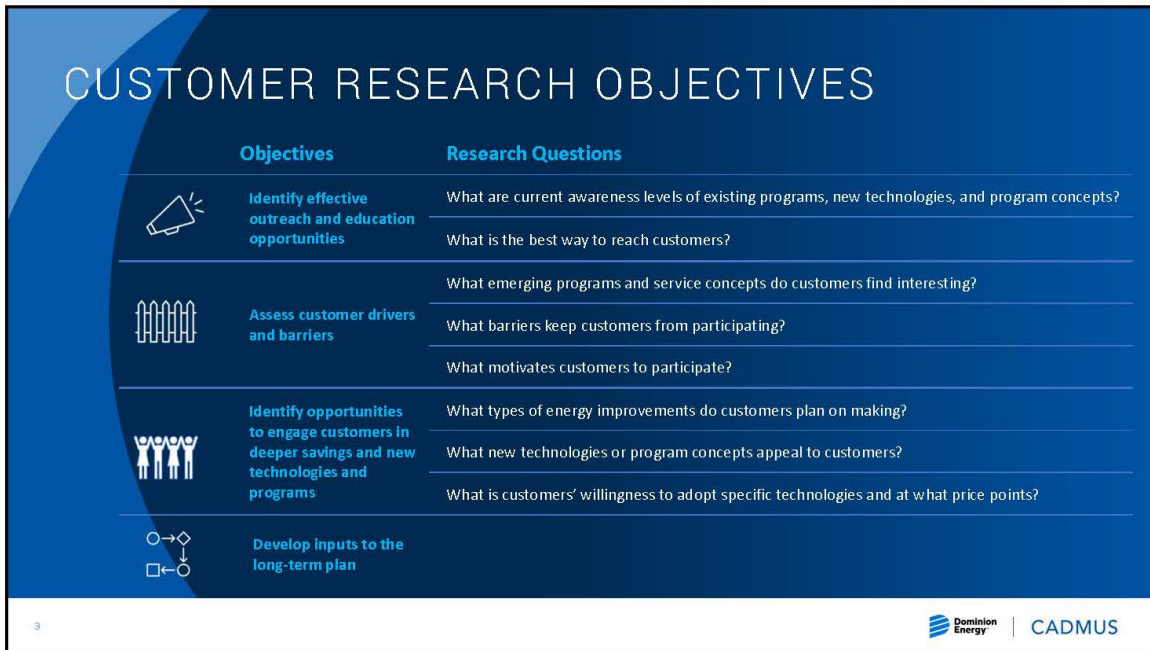 CUSTOMER RESEARCH OBJECTIVES
Objectives
Research Questions
Identify effective
outreach and education
opportunities
What are current awareness levels of existing programs, new technologies, and program concepts?
What is the best way to reach customers?
Assess customer drivers
and barriers
What emerging programs and service concepts do customers find interesting?
What barriers keep customers from participating?
What motivates customers to participate?
Identify opportunities
to engage customers in
deeper savings and new
technologies and
programs
What types of energy improvements do customers plan on making?
What new technologies or program concepts appeal to customers?
What is customers’ willingness to adopt specific technologies and at what price points?
Develop inputs to the
long-term plan
3
Dominion
Energy
CADMUS